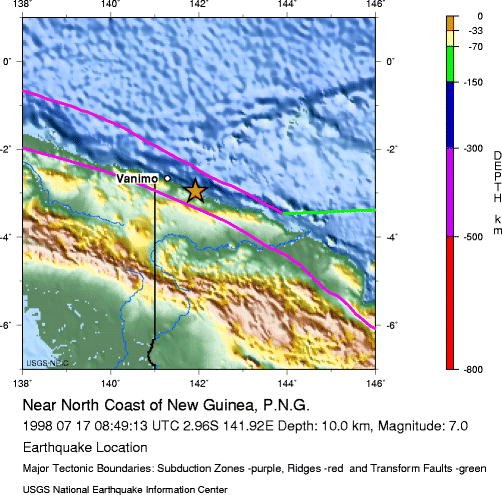 138° 140° 142° 144° 146°
0°
-2°
-4°
-6°
0°
-2°
-4°
-6°
Vanimo
USGS-NEIC
138° 140° 142° 144° 146°
0
-33
-70
-150
-300
-500
-800
DEPTH km
Near North Coast of New Guinea, P.N.G.
1998 07 17 08:49:13 UTC 2.96S 141.92E Depth: 10.0 km, Magnitude: 7.0
Earthquake Location
Major Tectonic Boundaries: Subduction Zones -purple, Ridges -red and Transform Faults -green
USGS National Earthquake Information Center